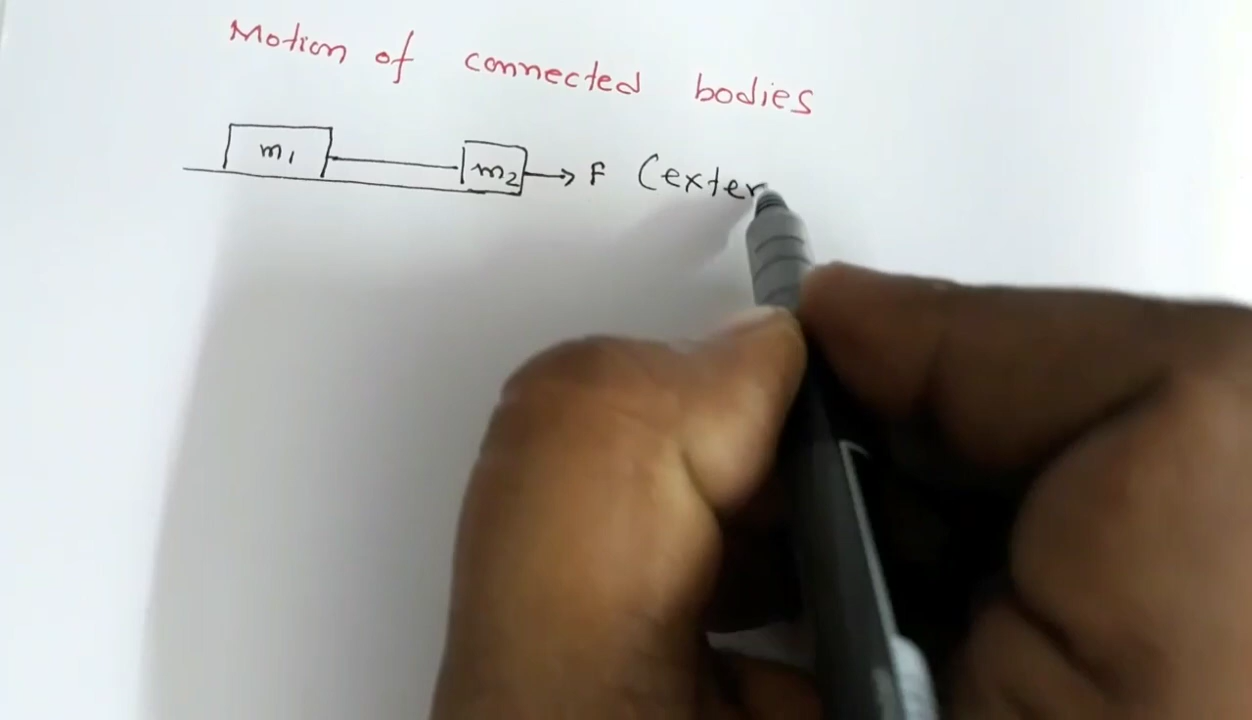 Motion of connected bodies
m₁ m₂ F (exter